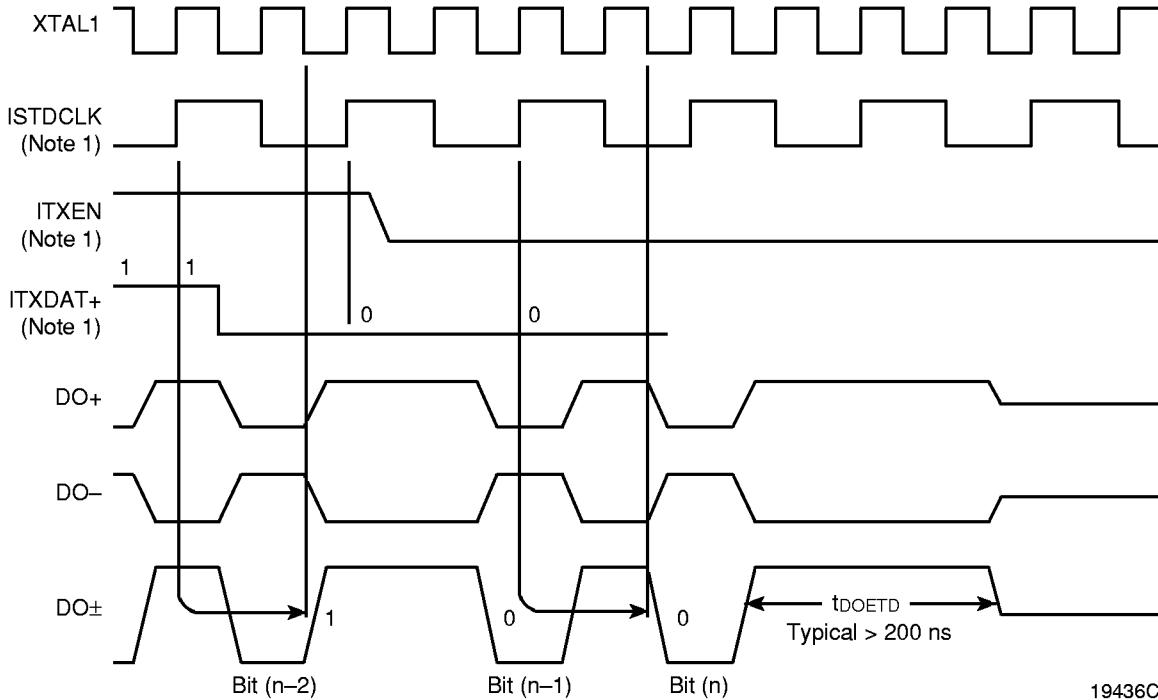 XTAL1
ISTDCLK
(Note 1)
ITXEN
(Note 1)
1 1
ITXDAT+
(Note 1)
0 0
DO+
DO–
DO±
1 0 0
tDOETD
Typical > 200 ns
Bit (n–2) Bit (n–1) Bit (n)
19436C